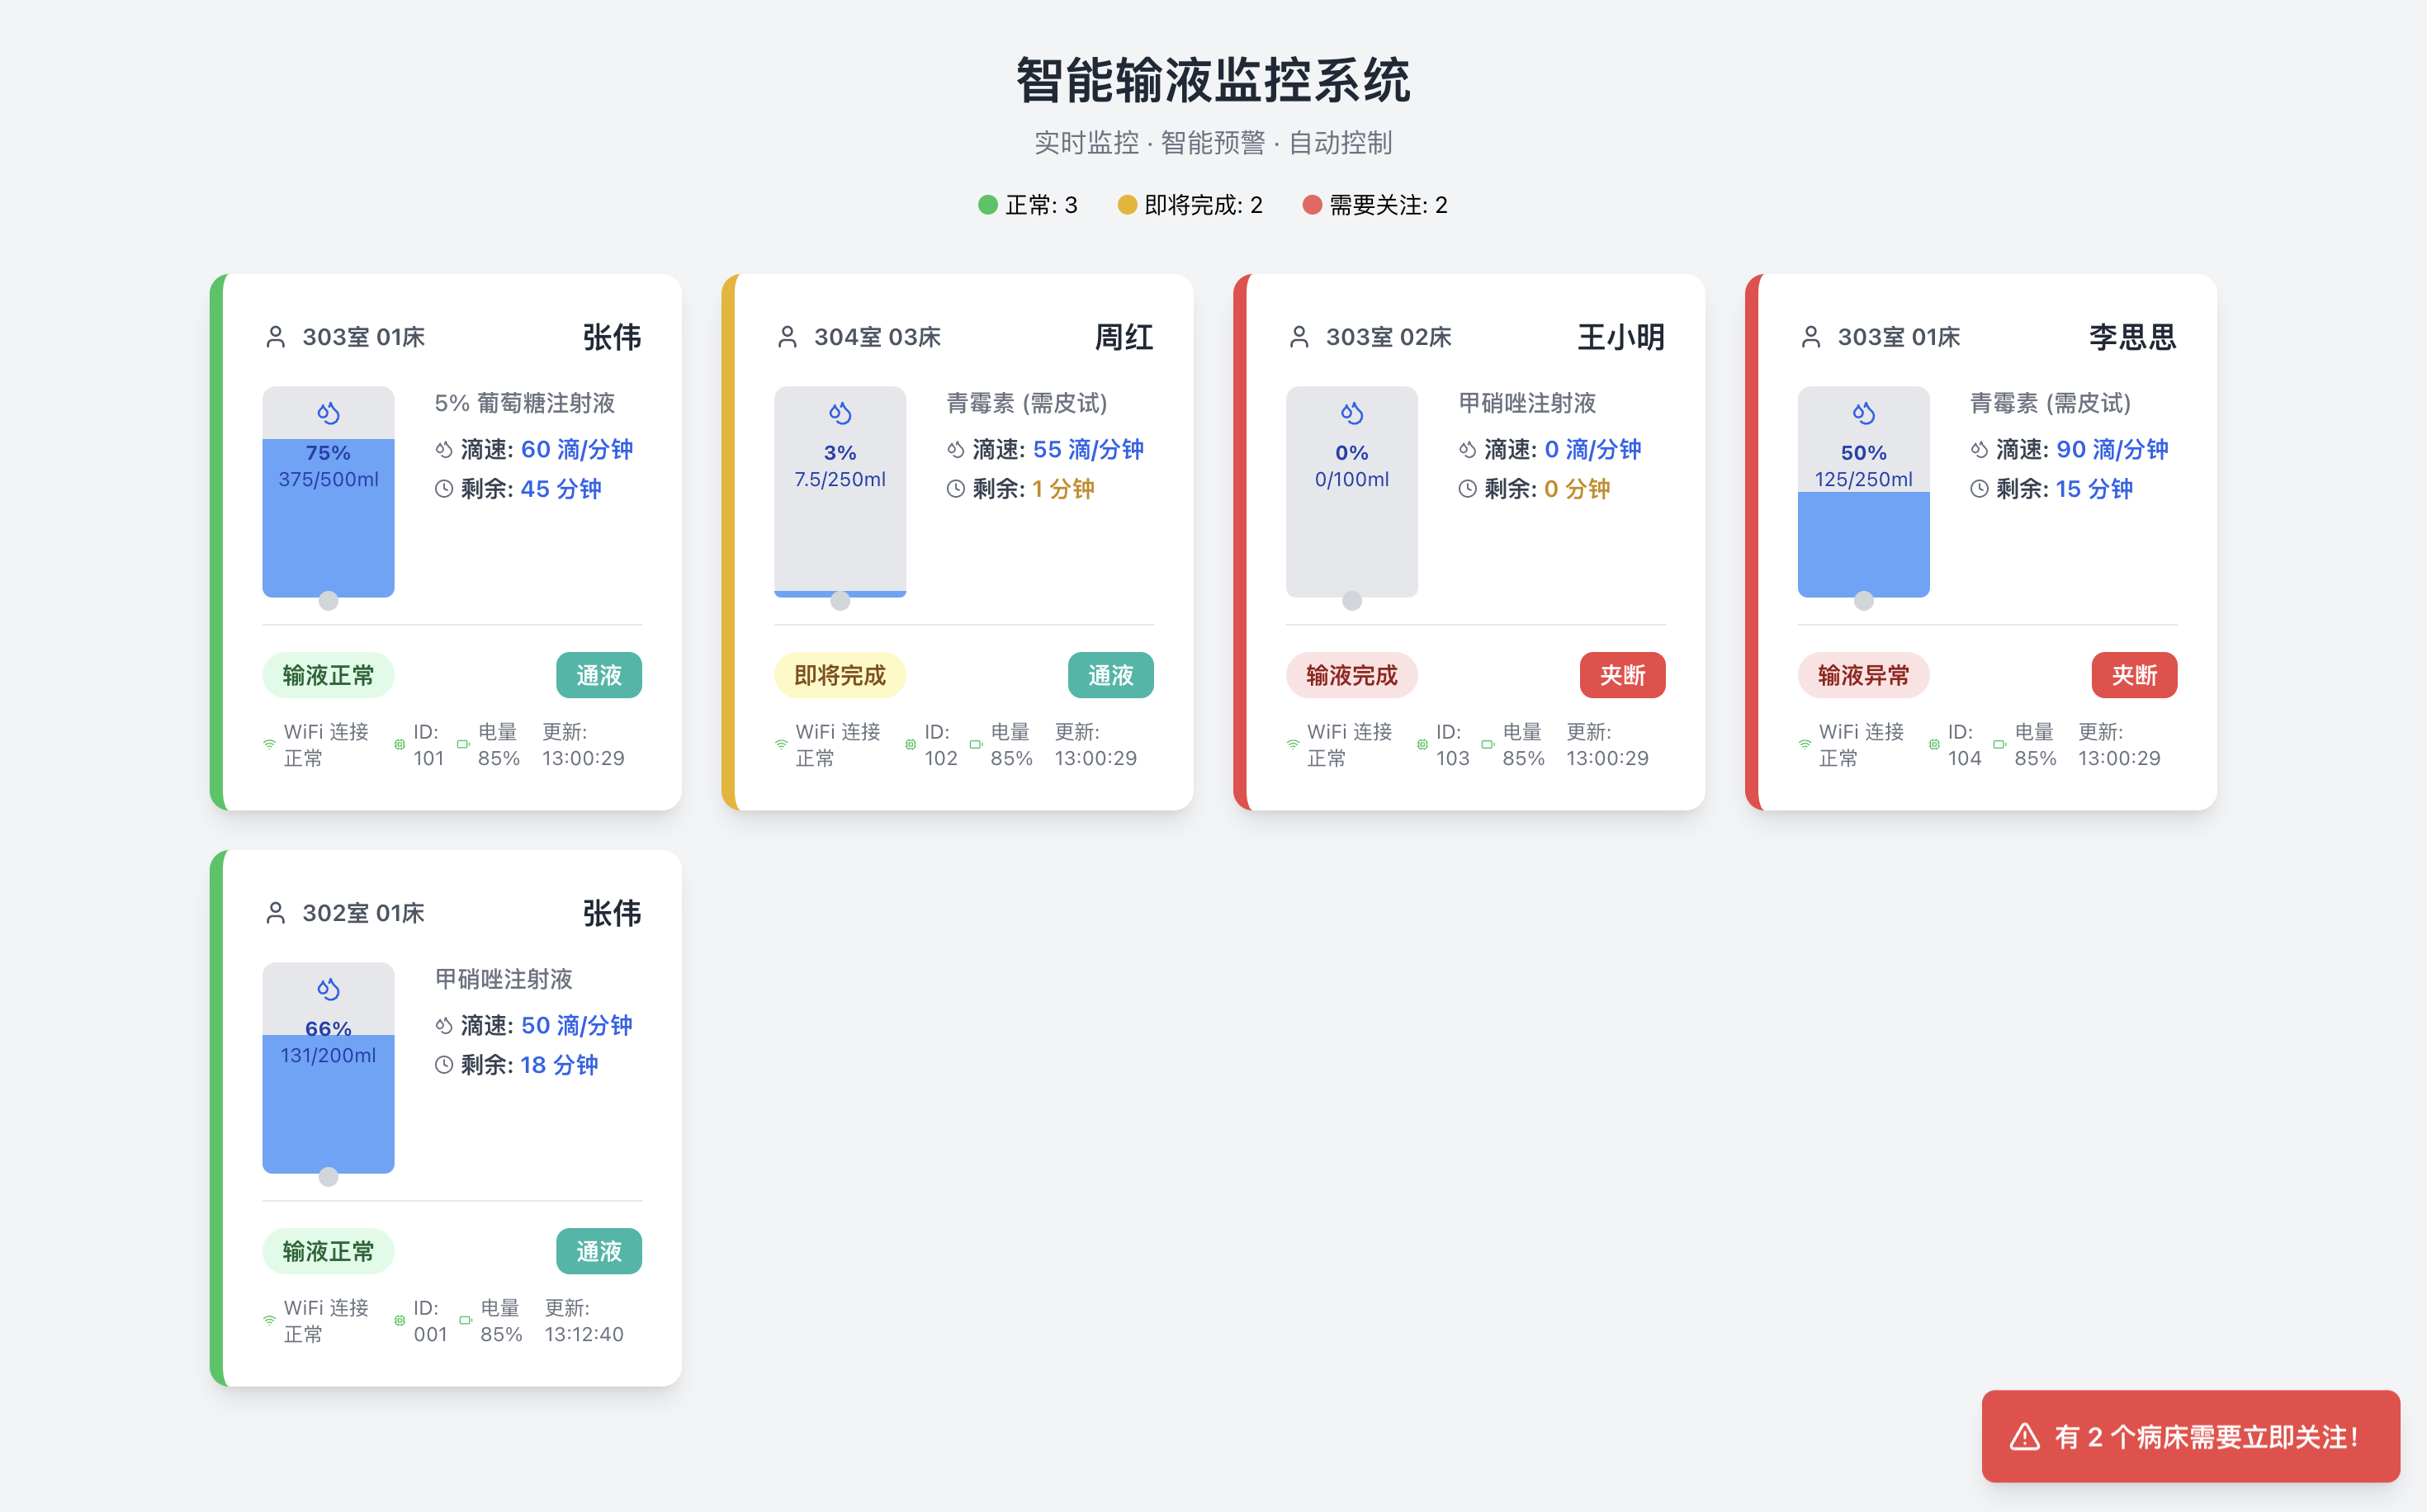 智能输液监控系统
实时监控 · 智能预警 · 自动控制
正常: 3
即将完成: 2
需要关注: 2
303室 01床
张伟
75%
375/500ml
5% 葡萄糖注射液
滴速: 60 滴/分钟
剩余: 45 分钟
输液正常
通液
WiFi 连接
正常
ID:
101
电量
85%
更新:
13:00:29
304室 03床
周红
3%
7.5/250ml
青霉素 (需皮试)
滴速: 55 滴/分钟
剩余: 1 分钟
即将完成
通液
WiFi 连接
正常
ID:
102
电量
85%
更新:
13:00:29
303室 02床
王小明
0%
0/100ml
甲硝唑注射液
滴速: 0 滴/分钟
剩余: 0 分钟
输液完成
夹断
WiFi 连接
正常
ID:
103
电量
85%
更新:
13:00:29
303室 01床
李思思
50%
125/250ml
青霉素 (需皮试)
滴速: 90 滴/分钟
剩余: 15 分钟
输液异常
夹断
WiFi 连接
正常
ID:
104
电量
85%
更新:
13:00:29
302室 01床
张伟
66%
131/200ml
甲硝唑注射液
滴速: 50 滴/分钟
剩余: 18 分钟
输液正常
通液
WiFi 连接
正常
ID:
001
电量
85%
更新:
13:12:40
有 2 个病床需要立即关注！